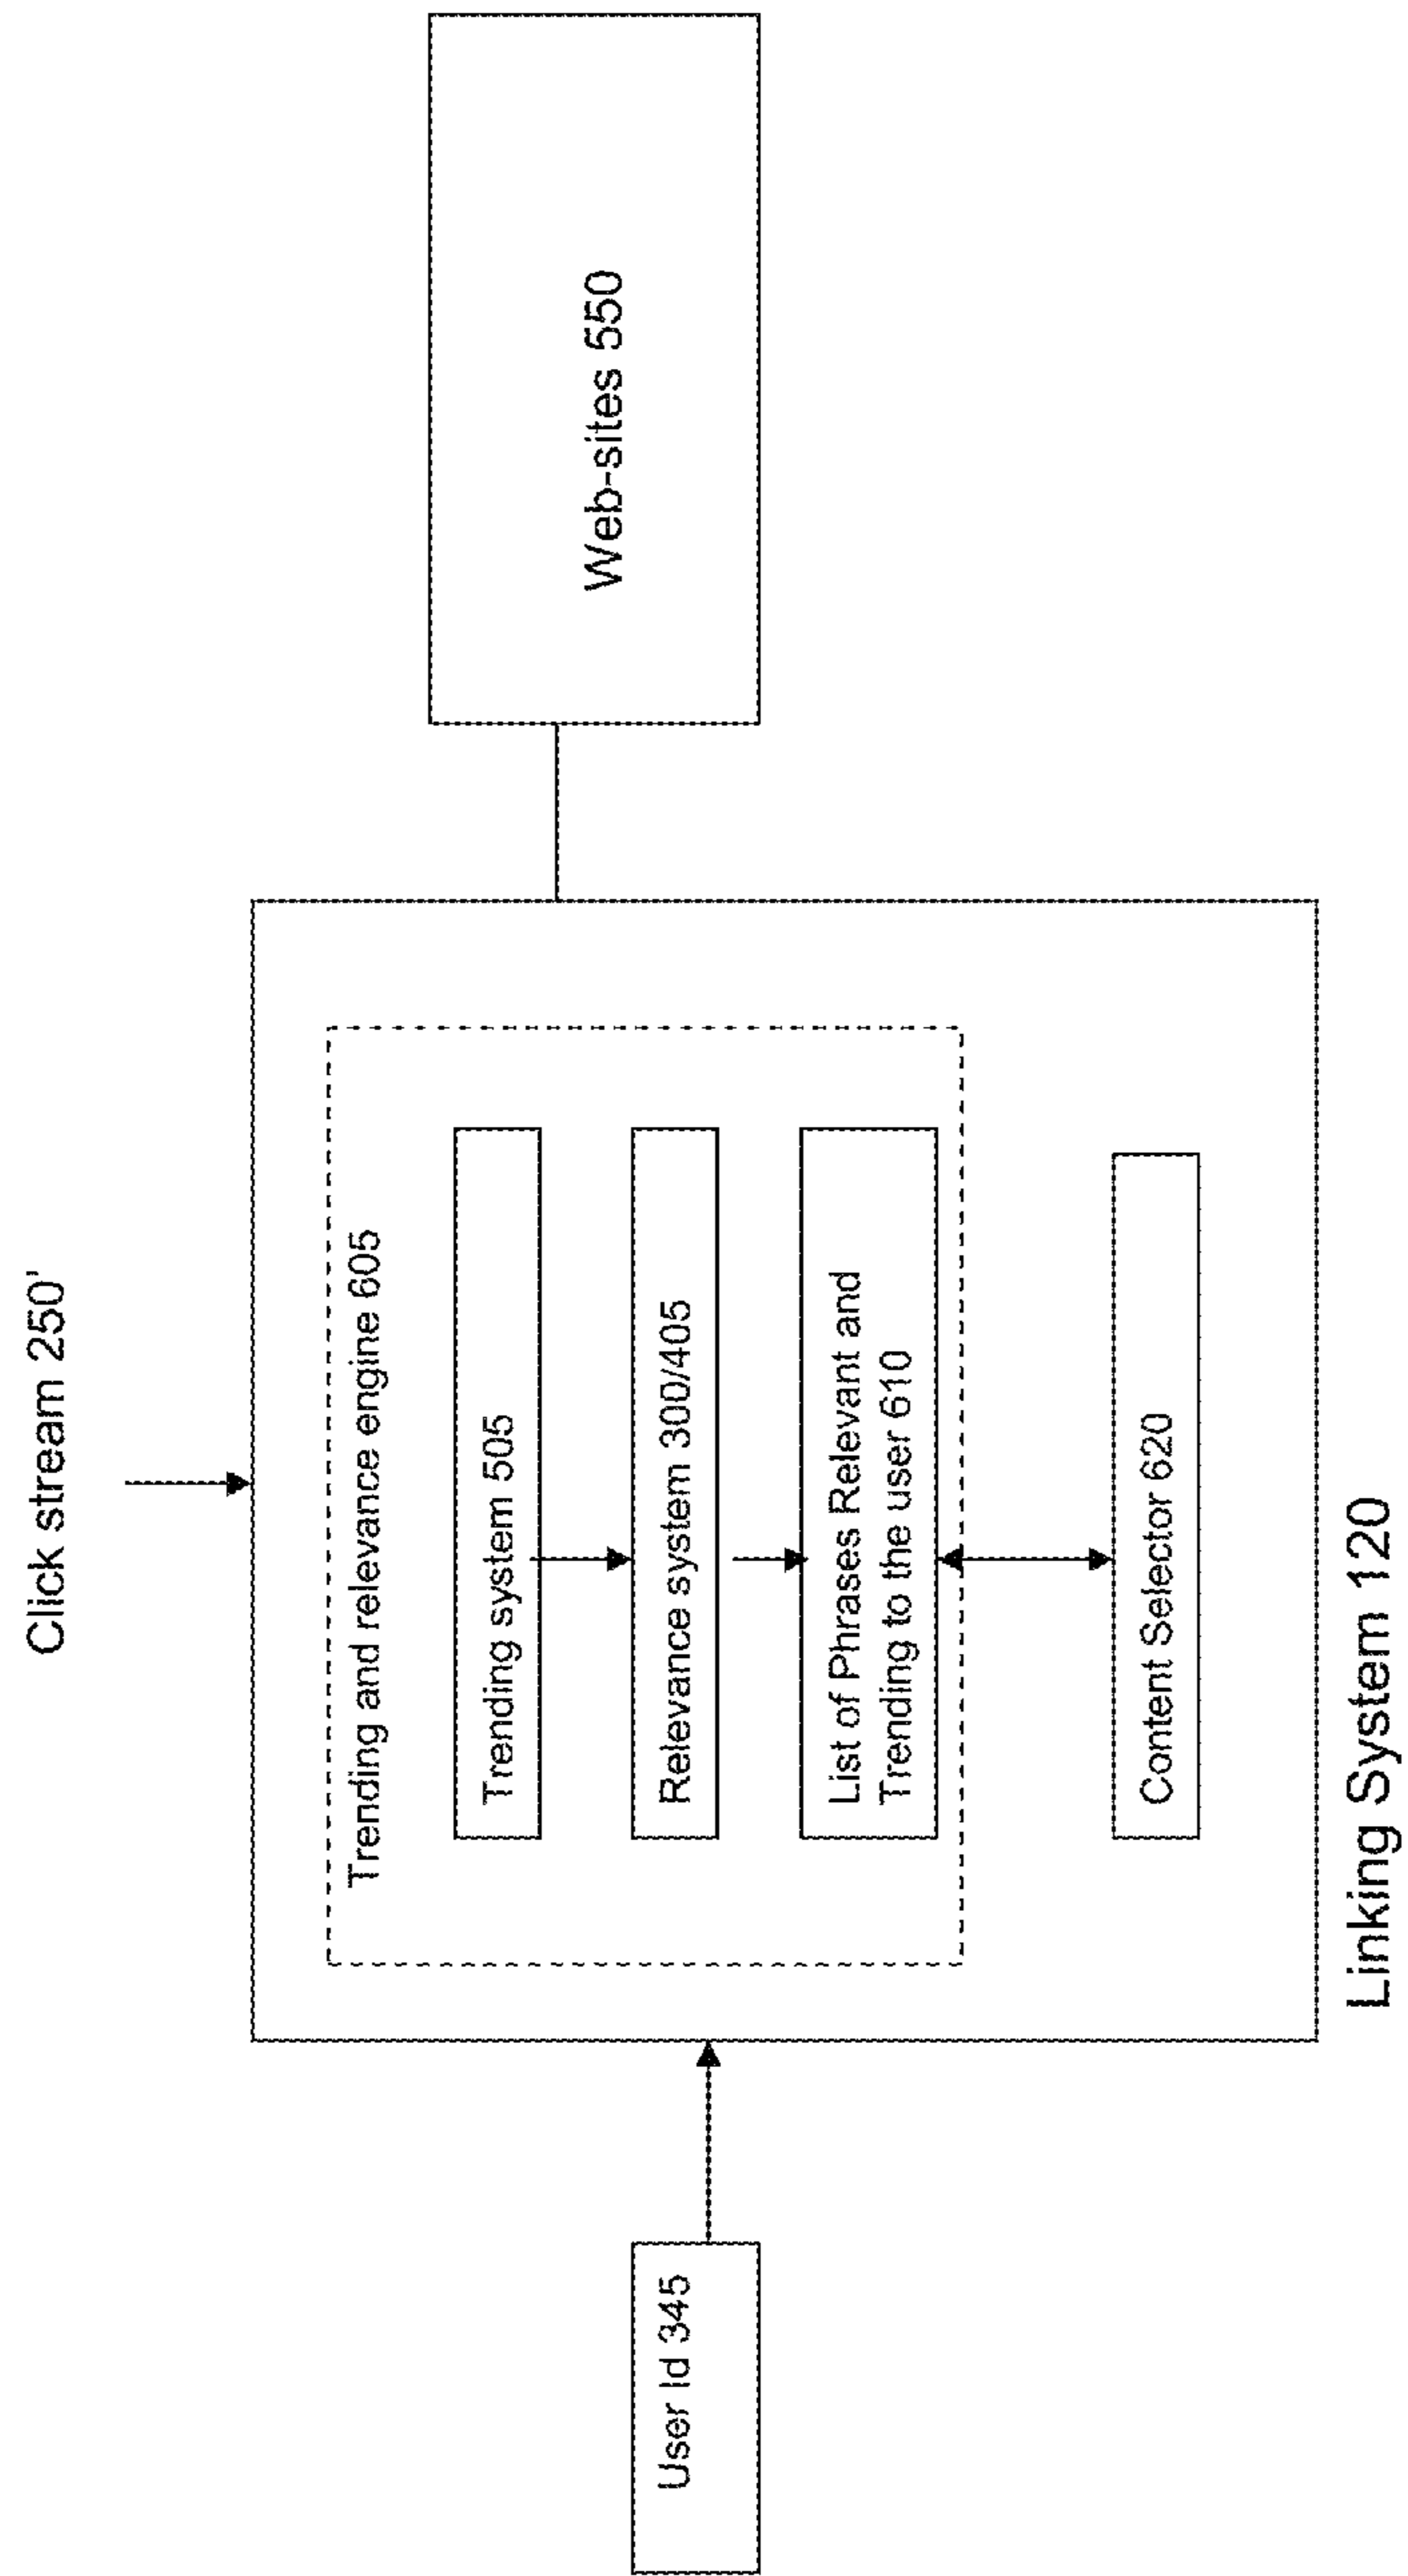 Click stream 250'
Trending and relevance engine 605
Trending system 505
Relevance system 300/405
List of Phrases Relevant and
Trending to the user 610
Content Selector 620
Linking System 120
User Id 345
Web-sites 550